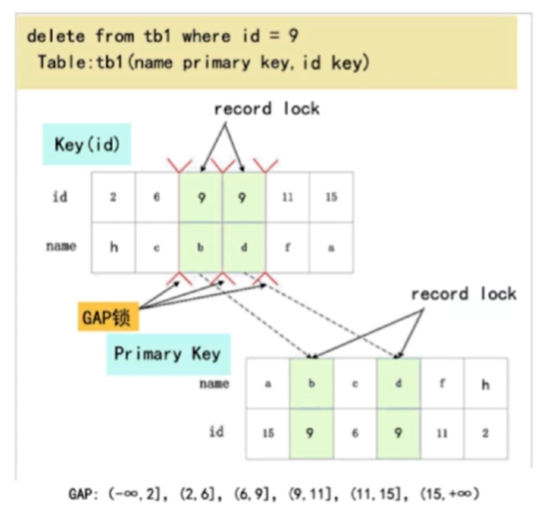 delete from tb1 where id = 9
Table:tb1(name primary key,id key)
record lock
Key(id)
id 2 6 9 9 11 15
name h c b d f a
GAP锁
record lock
Primary Key
name a b c d f h
id 15 9 6 9 11 2
GAP: (-∞,2], (2,6], (6,9], (9,11], (11,15], (15,+∞)